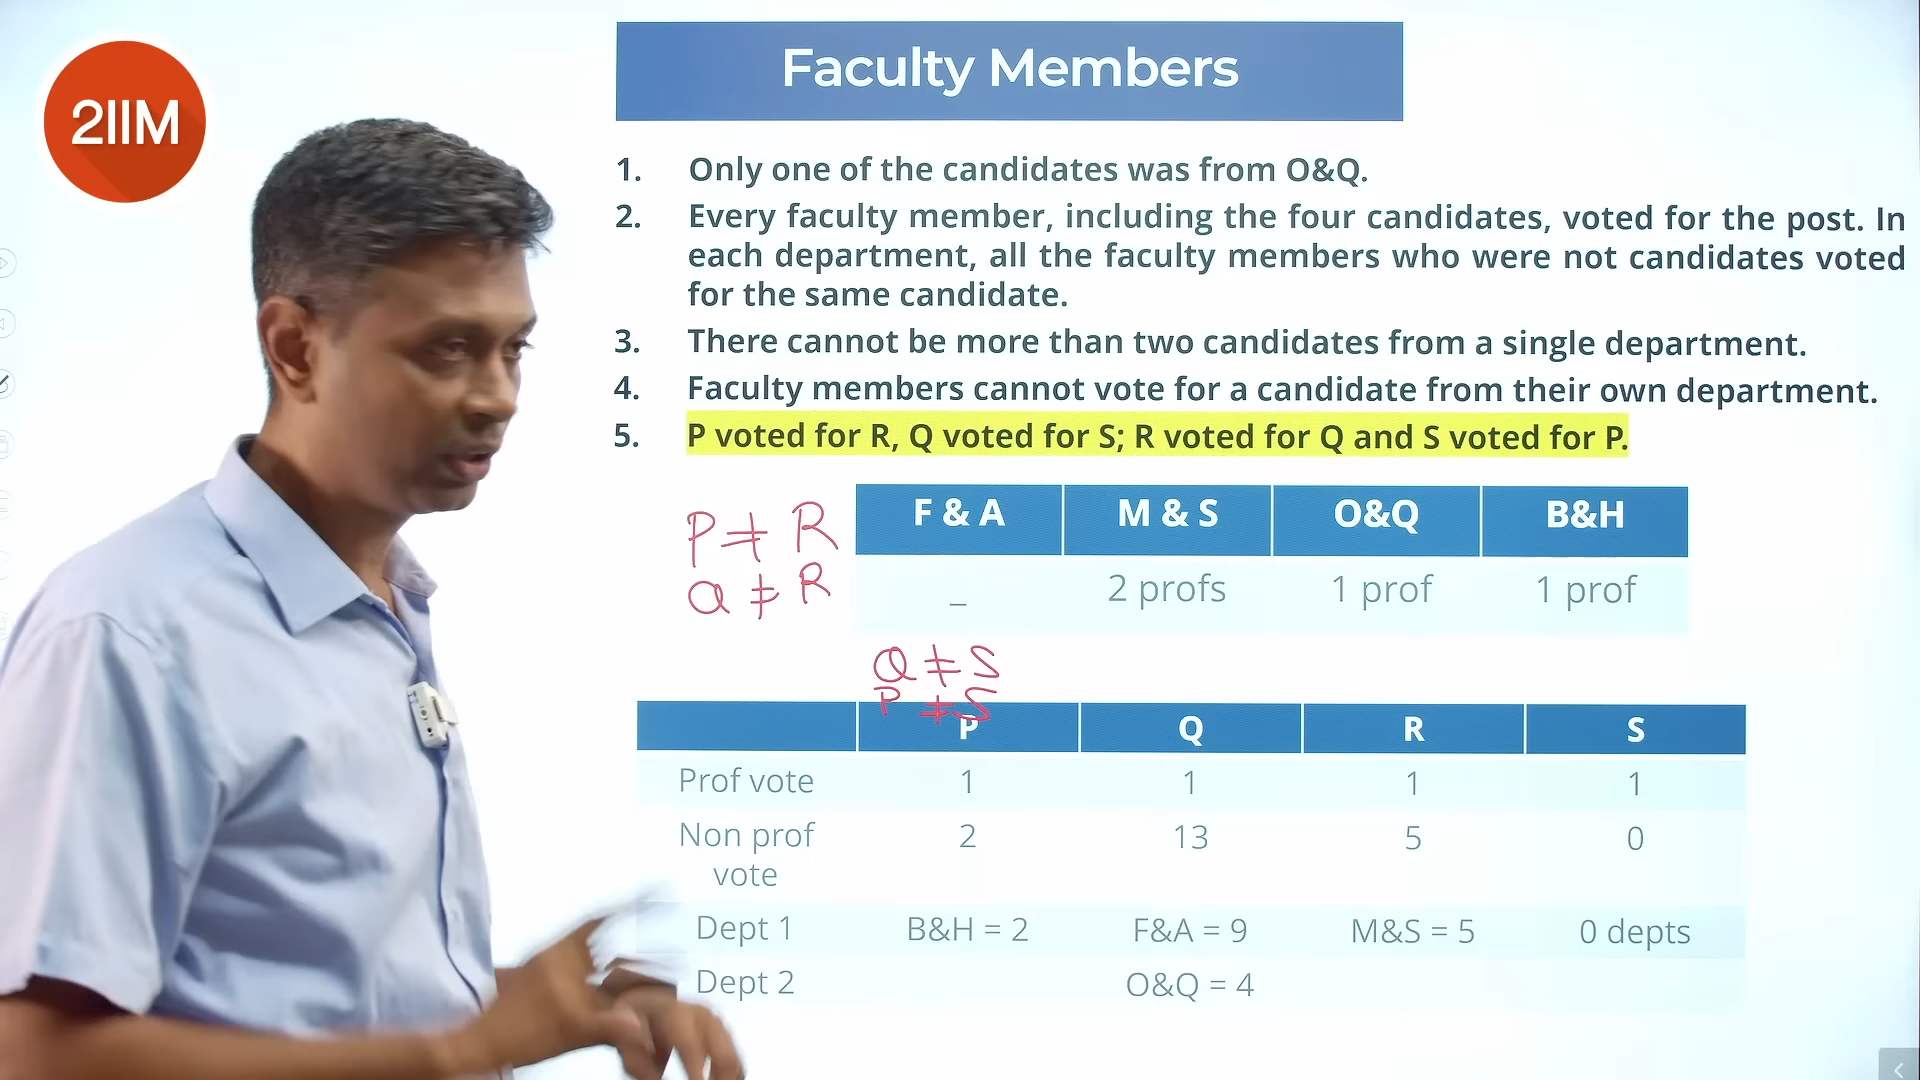 2IIM
Faculty Members
1. Only one of the candidates was from O&Q.
2. Every faculty member, including the four candidates, voted for the post. In
each department, all the faculty members who were not candidates voted
for the same candidate.
3. There cannot be more than two candidates from a single department.
4. Faculty members cannot vote for a candidate from their own department.
5. P voted for R, Q voted for S; R voted for Q and S voted for P.
P ≠ R
Q ≠ R
F & A M & S O&Q B&H
_ 2 profs 1 prof 1 prof
Q ≠ S
P ≠ S
P Q R S
Prof vote 1 1 1 1
Non prof vote 2 13 5 0
Dept 1 B&H = 2 F&A = 9 M&S = 5 0 depts
Dept 2 O&Q = 4